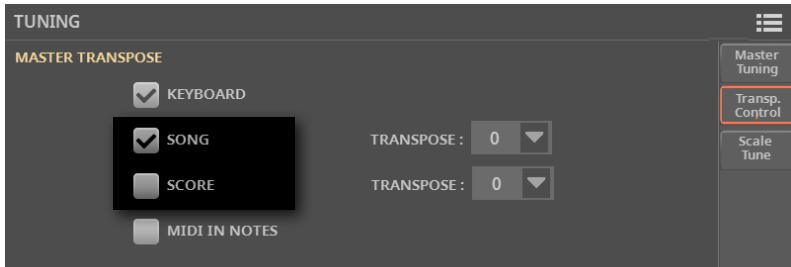 TUNING
MASTER TRANSPOSE
KEYBOARD
SONG TRANSPOSE : 0
SCORE TRANSPOSE : 0
MIDI IN NOTES
Master
Tuning
Transp.
Control
Scale
Tune